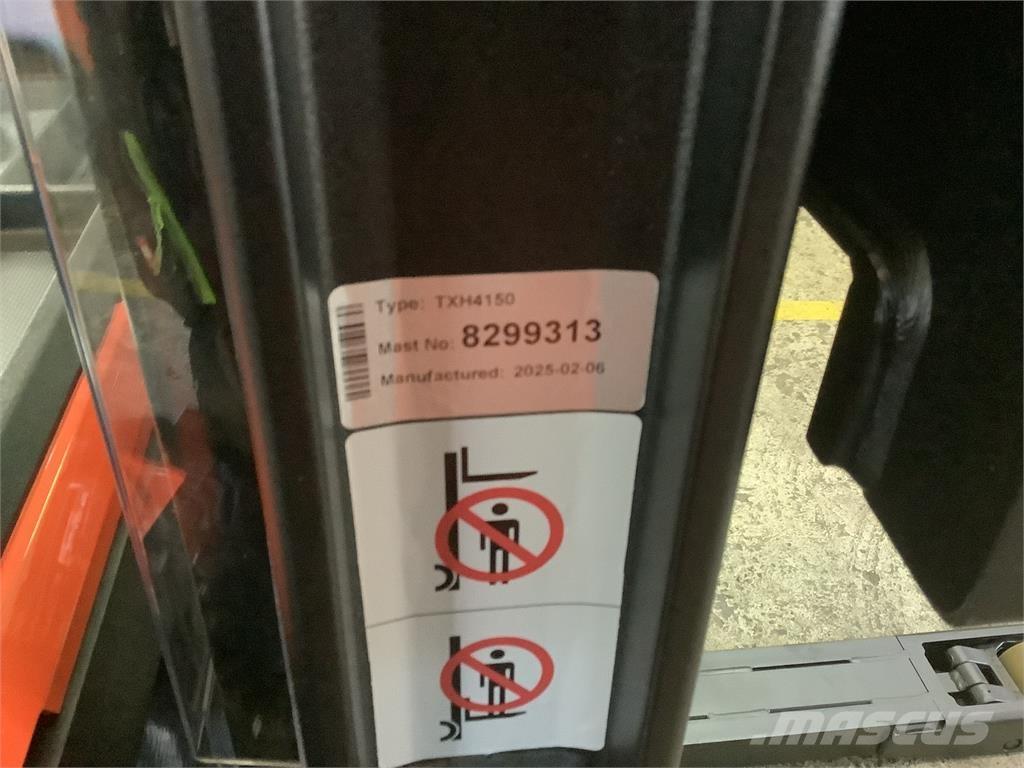 Type: TXH4150
Mast No: 8299313
Manufactured: 2025-02-06
MASCUS